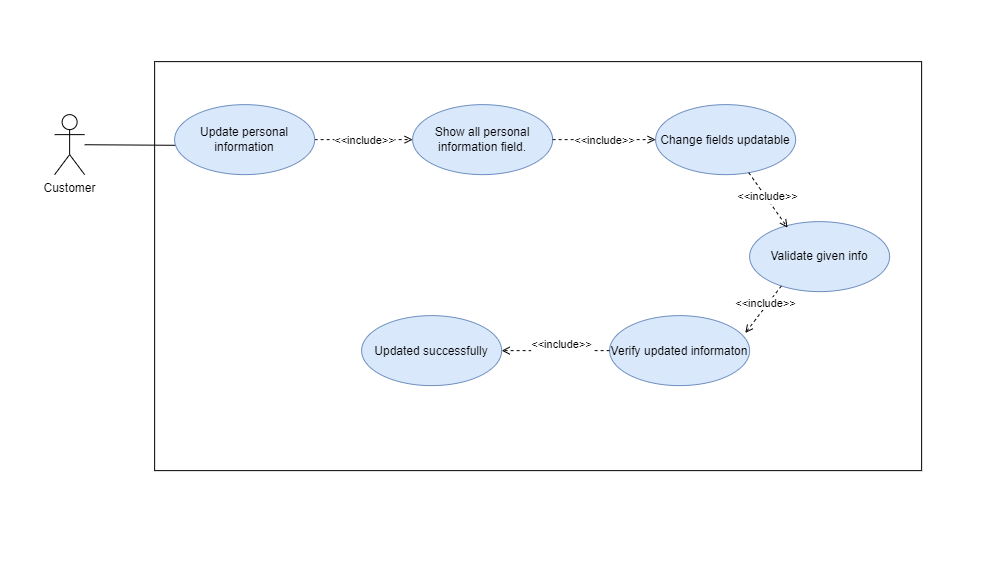 Update personal
information
<<include>>
Show all personal
information field.
<<include>>
Change fields updatable
Customer
<<include>>
Validate given info
<<include>>
Verify updated informaton
<<include>>
Updated successfully